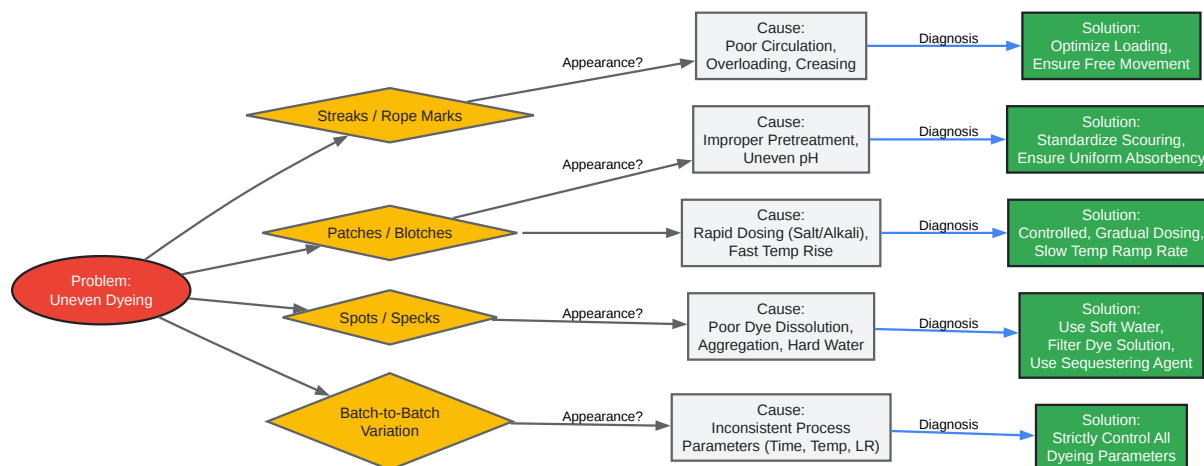 Problem:
Uneven Dyeing
Streaks / Rope Marks
Appearance?
Cause:
Poor Circulation,
Overloading, Creasing
Diagnosis
Solution:
Optimize Loading,
Ensure Free Movement
Patches / Blotches
Appearance?
Cause:
Improper Pretreatment,
Uneven pH
Diagnosis
Solution:
Standardize Scouring,
Ensure Uniform Absorbency
Cause:
Rapid Dosing (Salt/Alkali),
Fast Temp Rise
Diagnosis
Solution:
Controlled, Gradual Dosing,
Slow Temp Ramp Rate
Spots / Specks
Appearance?
Cause:
Poor Dye Dissolution,
Aggregation, Hard Water
Diagnosis
Solution:
Use Soft Water,
Filter Dye Solution,
Use Sequestering Agent
Batch-to-Batch
Variation
Appearance?
Cause:
Inconsistent Process
Parameters (Time, Temp, LR)
Diagnosis
Solution:
Strictly Control All
Dyeing Parameters